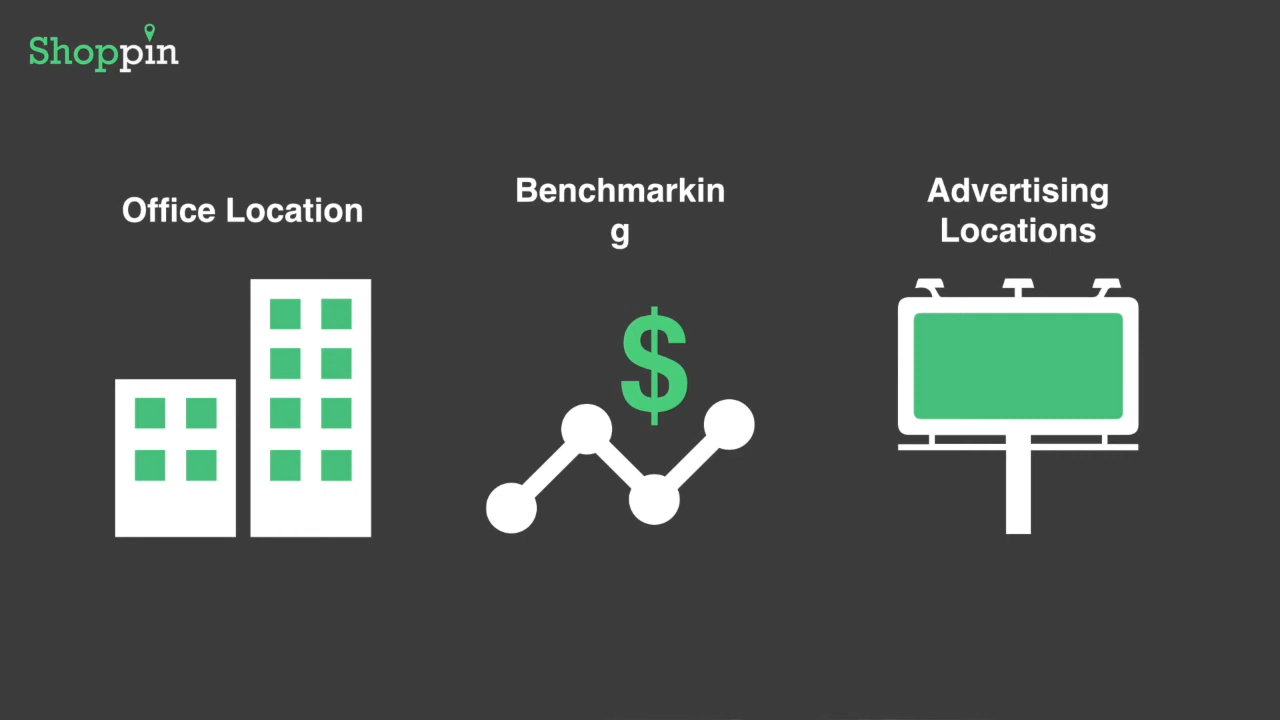 Shoppin
Office Location
Benchmarkin
g
Advertising
Locations
$